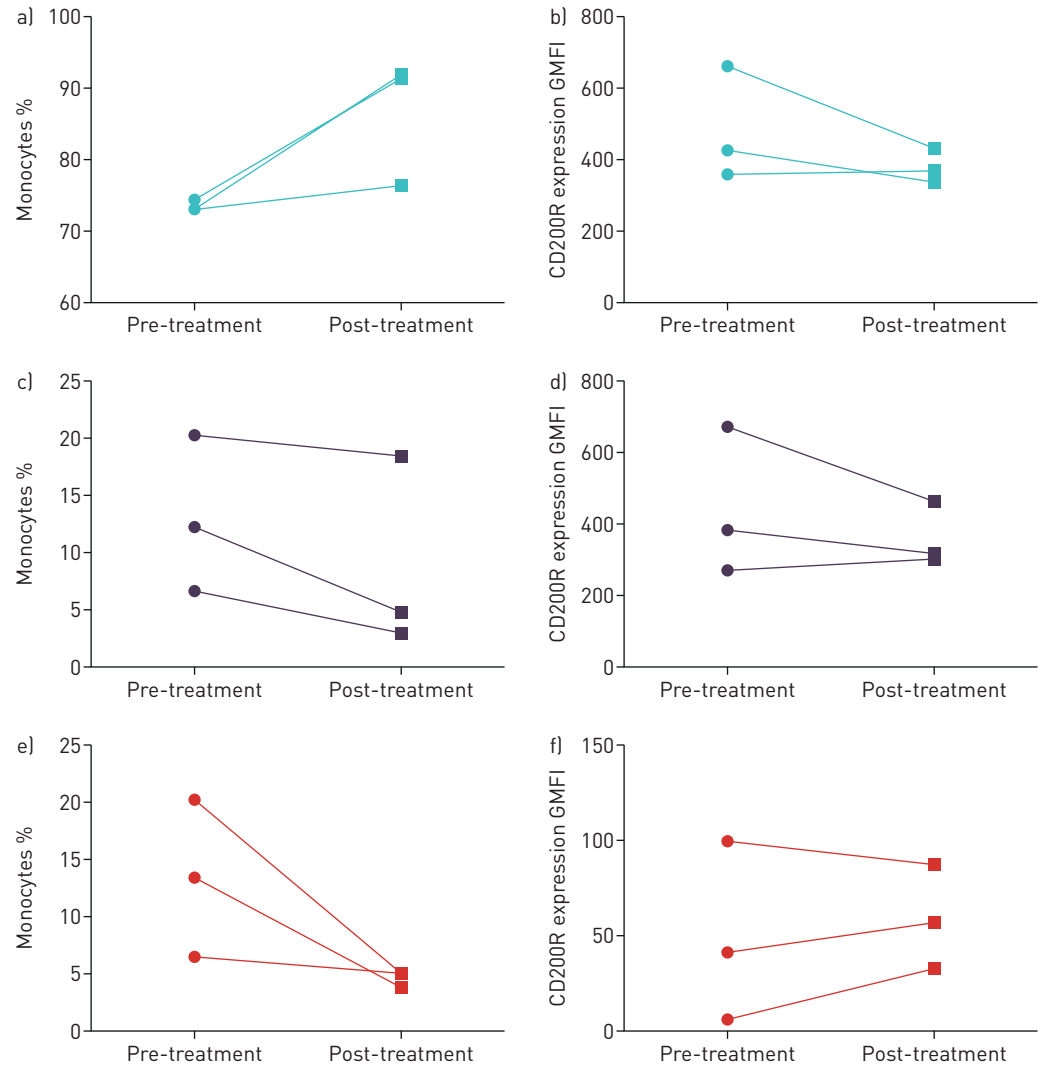 a)
Monocytes %
100
90
80
70
60
Pre-treatment Post-treatment
b)
CD200R expression GMFI
800
600
400
200
0
Pre-treatment Post-treatment
c)
Monocytes %
25
20
15
10
5
0
Pre-treatment Post-treatment
d)
CD200R expression GMFI
800
600
400
200
0
Pre-treatment Post-treatment
e)
Monocytes %
25
20
15
10
5
0
Pre-treatment Post-treatment
f)
CD200R expression GMFI
150
100
50
0
Pre-treatment Post-treatment